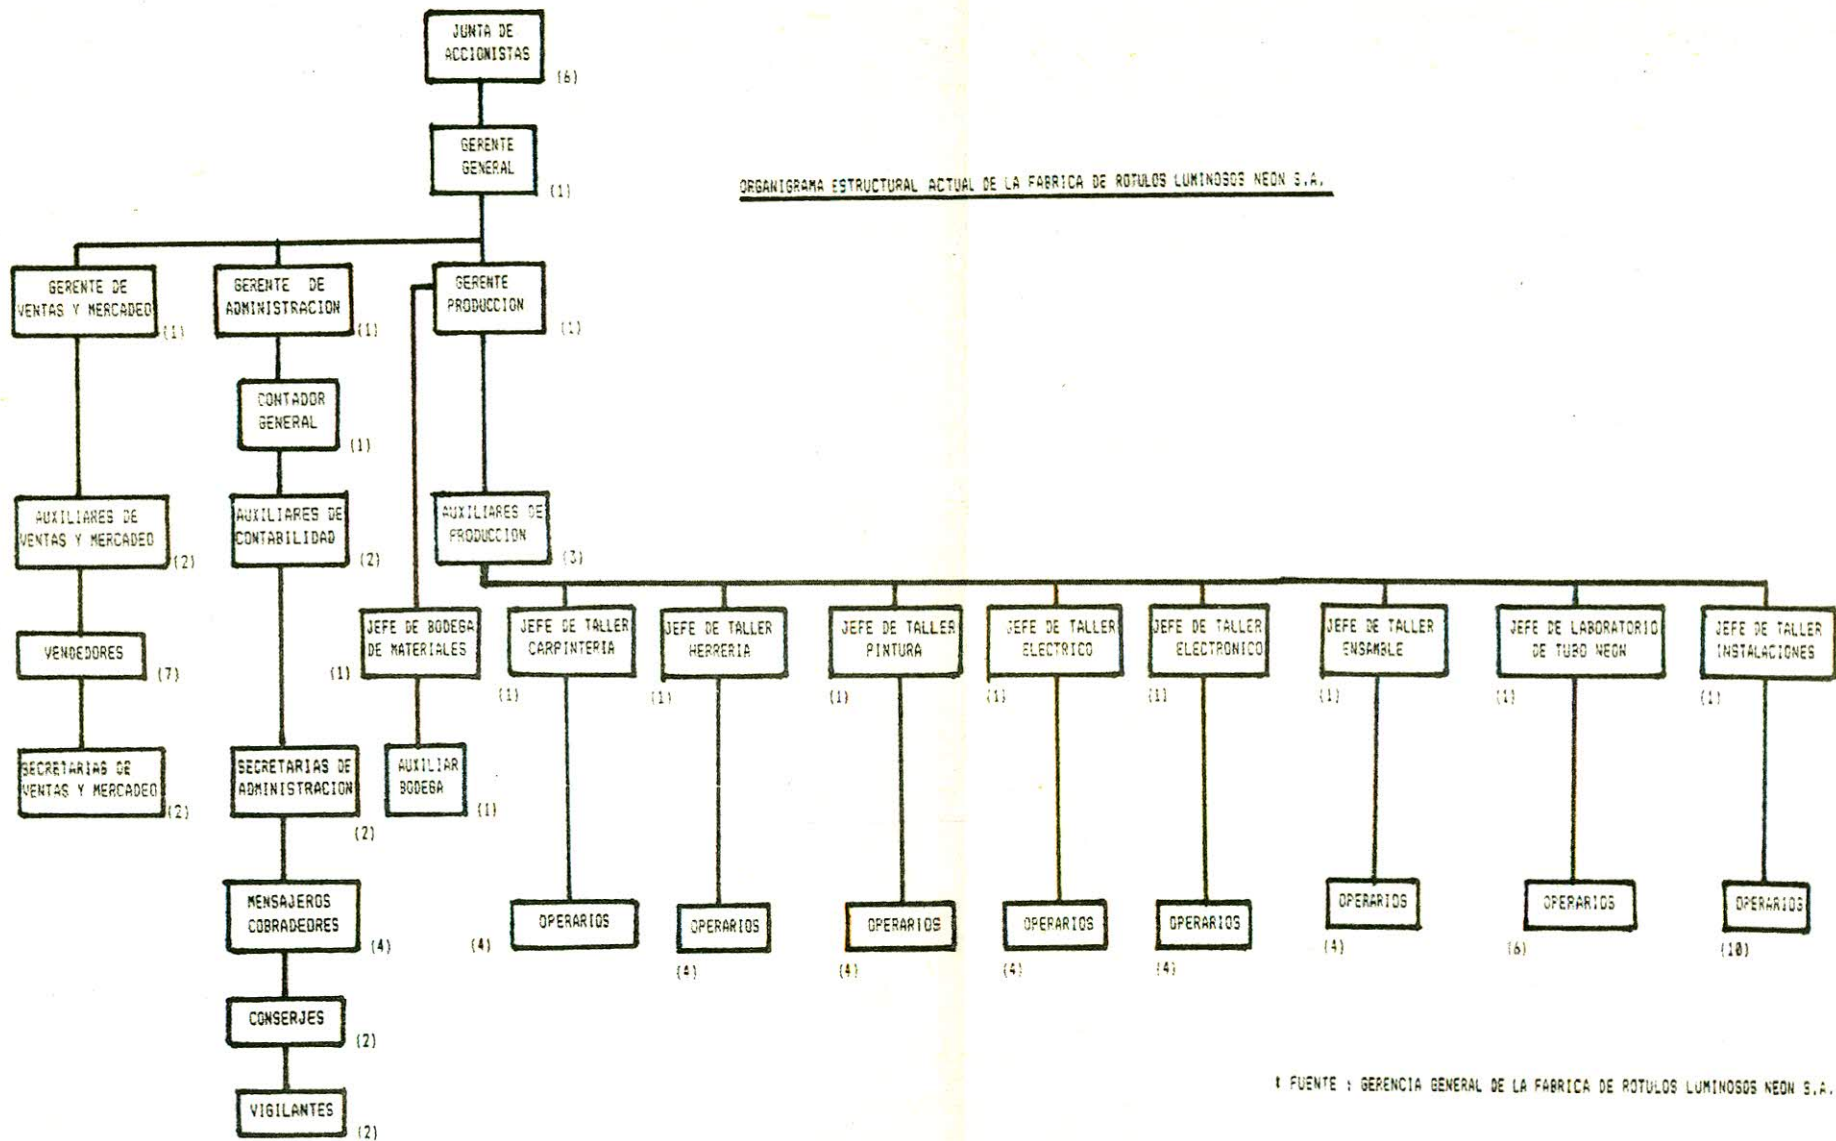 JUNTA DE
ACCIONISTAS
(6)
GERENTE
GENERAL
(1)
ORGANIGRAMA ESTRUCTURAL ACTUAL DE LA FABRICA DE ROTULOS LUMINOSOS NEON S.A.
GERENTE DE
VENTAS Y MERCADEO
(1)
GERENTE DE
ADMINISTRACION
(1)
GERENTE
PRODUCCION
(1)
CONTADOR
GENERAL
(1)
AUXILIARES DE
VENTAS Y MERCADEO
(2)
AUXILIARES DE
CONTABILIDAD
(2)
AUXILIARES DE
PRODUCCION
(3)
VENDEDORES
(7)
JEFE DE BODEGA
DE MATERIALES
(1)
JEFE DE TALLER
CARPINTERIA
(1)
JEFE DE TALLER
HERRERIA
(1)
JEFE DE TALLER
PINTURA
(1)
JEFE DE TALLER
ELECTRICO
(1)
JEFE DE TALLER
ELECTRONICO
(1)
JEFE DE TALLER
ENSAMBLE
(1)
JEFE DE LABORATORIO
DE TUBO NEON
(1)
JEFE DE TALLER
INSTALACIONES
(1)
SECRETARIAS DE
VENTAS Y MERCADEO
(2)
SECRETARIAS DE
ADMINISTRACION
(2)
AUXILIAR
BODEGA
(1)
MENSAJEROS
COBRADEORES
(4)
OPERARIOS
(4)
OPERARIOS
(4)
OPERARIOS
(4)
OPERARIOS
(4)
OPERARIOS
(4)
OPERARIOS
(4)
OPERARIOS
(6)
OPERARIOS
(10)
CONSERJES
(2)
VIGILANTES
(2)
* FUENTE : GERENCIA GENERAL DE LA FABRICA DE ROTULOS LUMINOSOS NEON S.A.